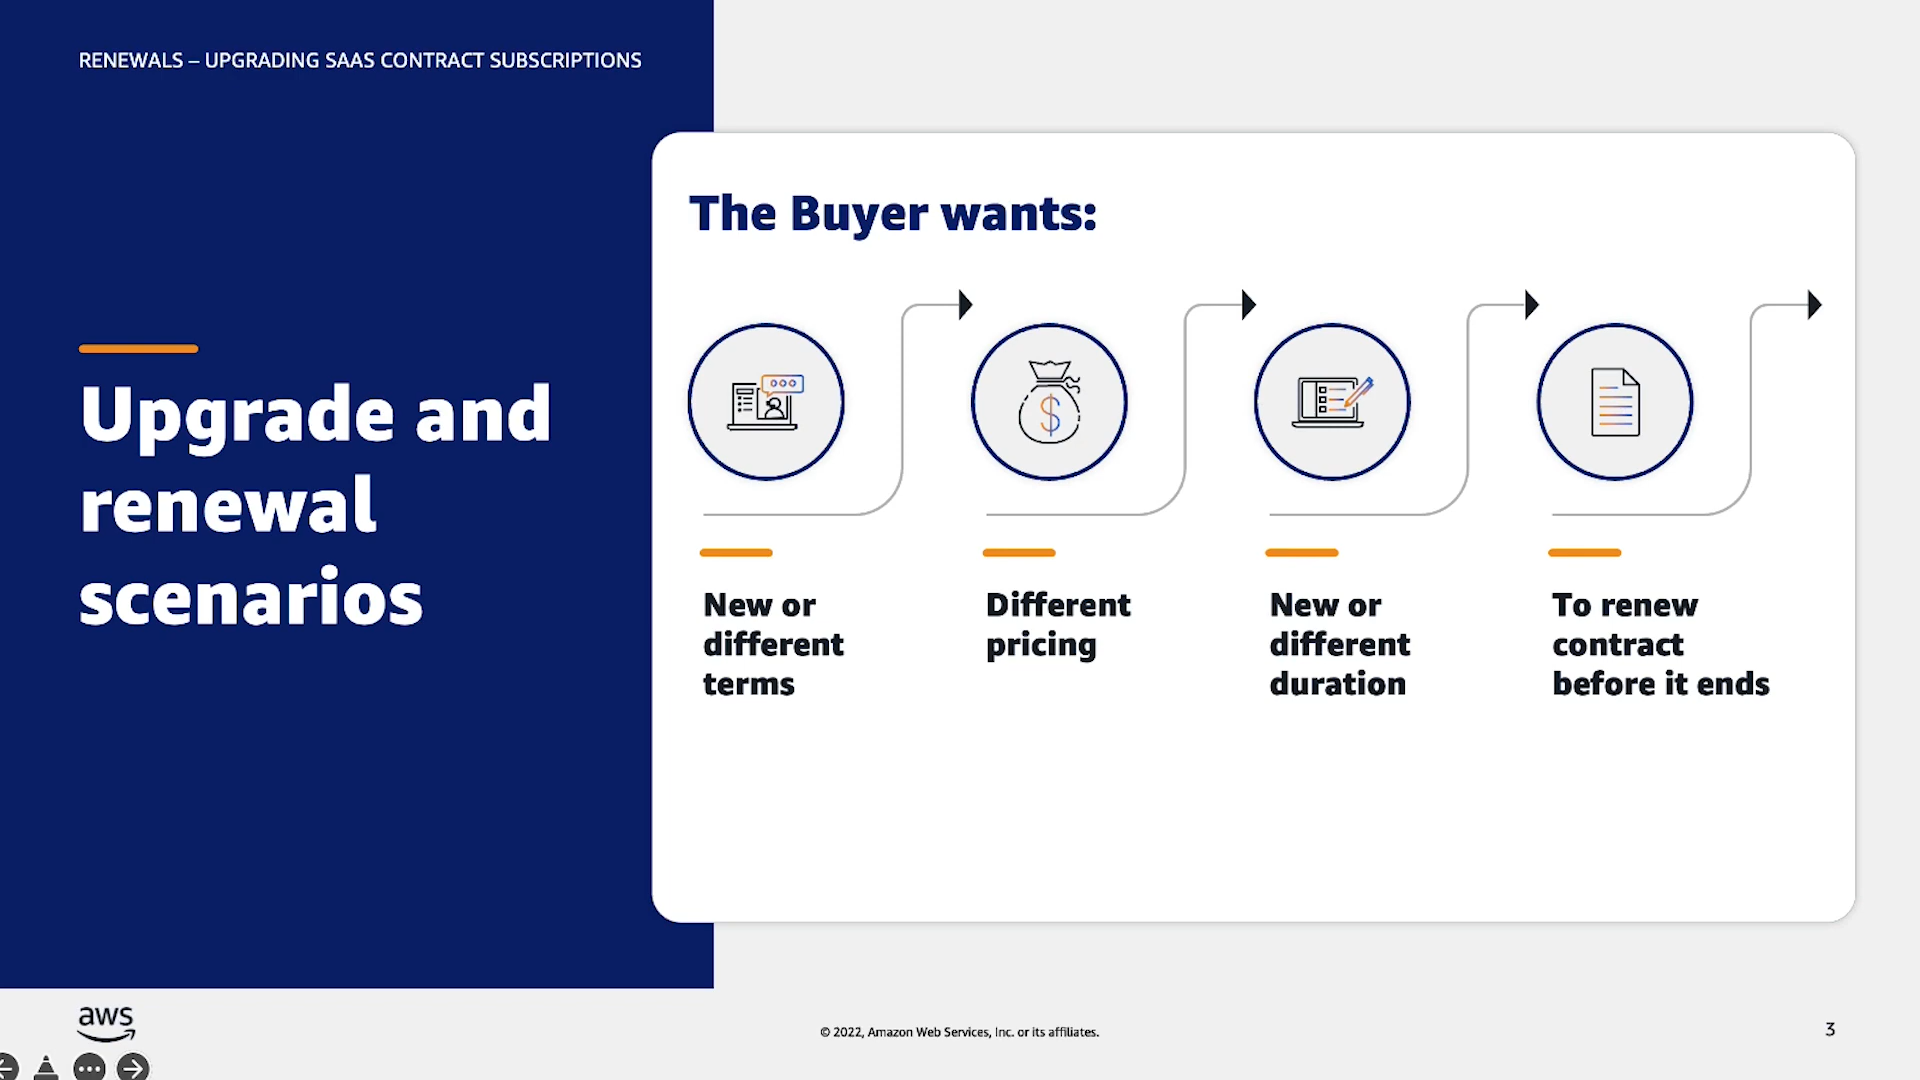 RENEWALS – UPGRADING SAAS CONTRACT SUBSCRIPTIONS
Upgrade and
renewal
scenarios
The Buyer wants:
New or
different
terms
Different
pricing
New or
different
duration
To renew
contract
before it ends
aws
© 2022, Amazon Web Services, Inc. or its affiliates.
3